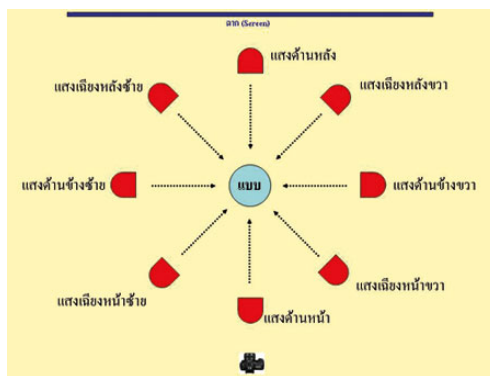 ฉาก (Screen)
แสงด้านหลัง
แสงเฉียงหลังซ้าย
แสงเฉียงหลังขวา
แสงด้านข้างซ้าย
แบบ
แสงด้านข้างขวา
แสงเฉียงหน้าซ้าย
แสงเฉียงหน้าขวา
แสงด้านหน้า